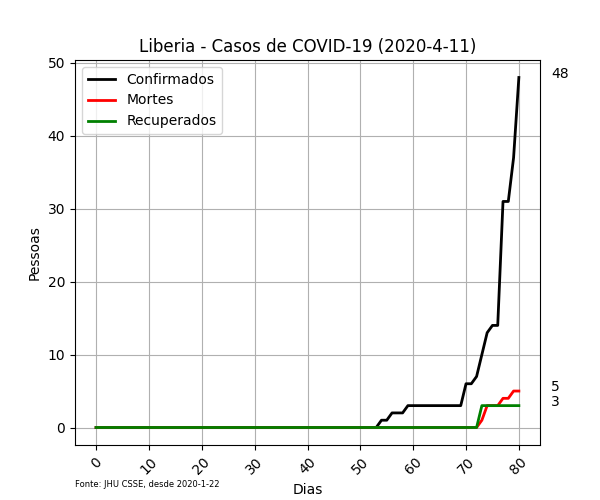 Liberia - Casos de COVID-19 (2020-4-11)
Confirmados
Mortes
Recuperados
48
5
3
50
40
30
20
10
0
Pessoas
0 10 20 30 40 50 60 70 80
Dias
Fonte: JHU CSSE, desde 2020-1-22